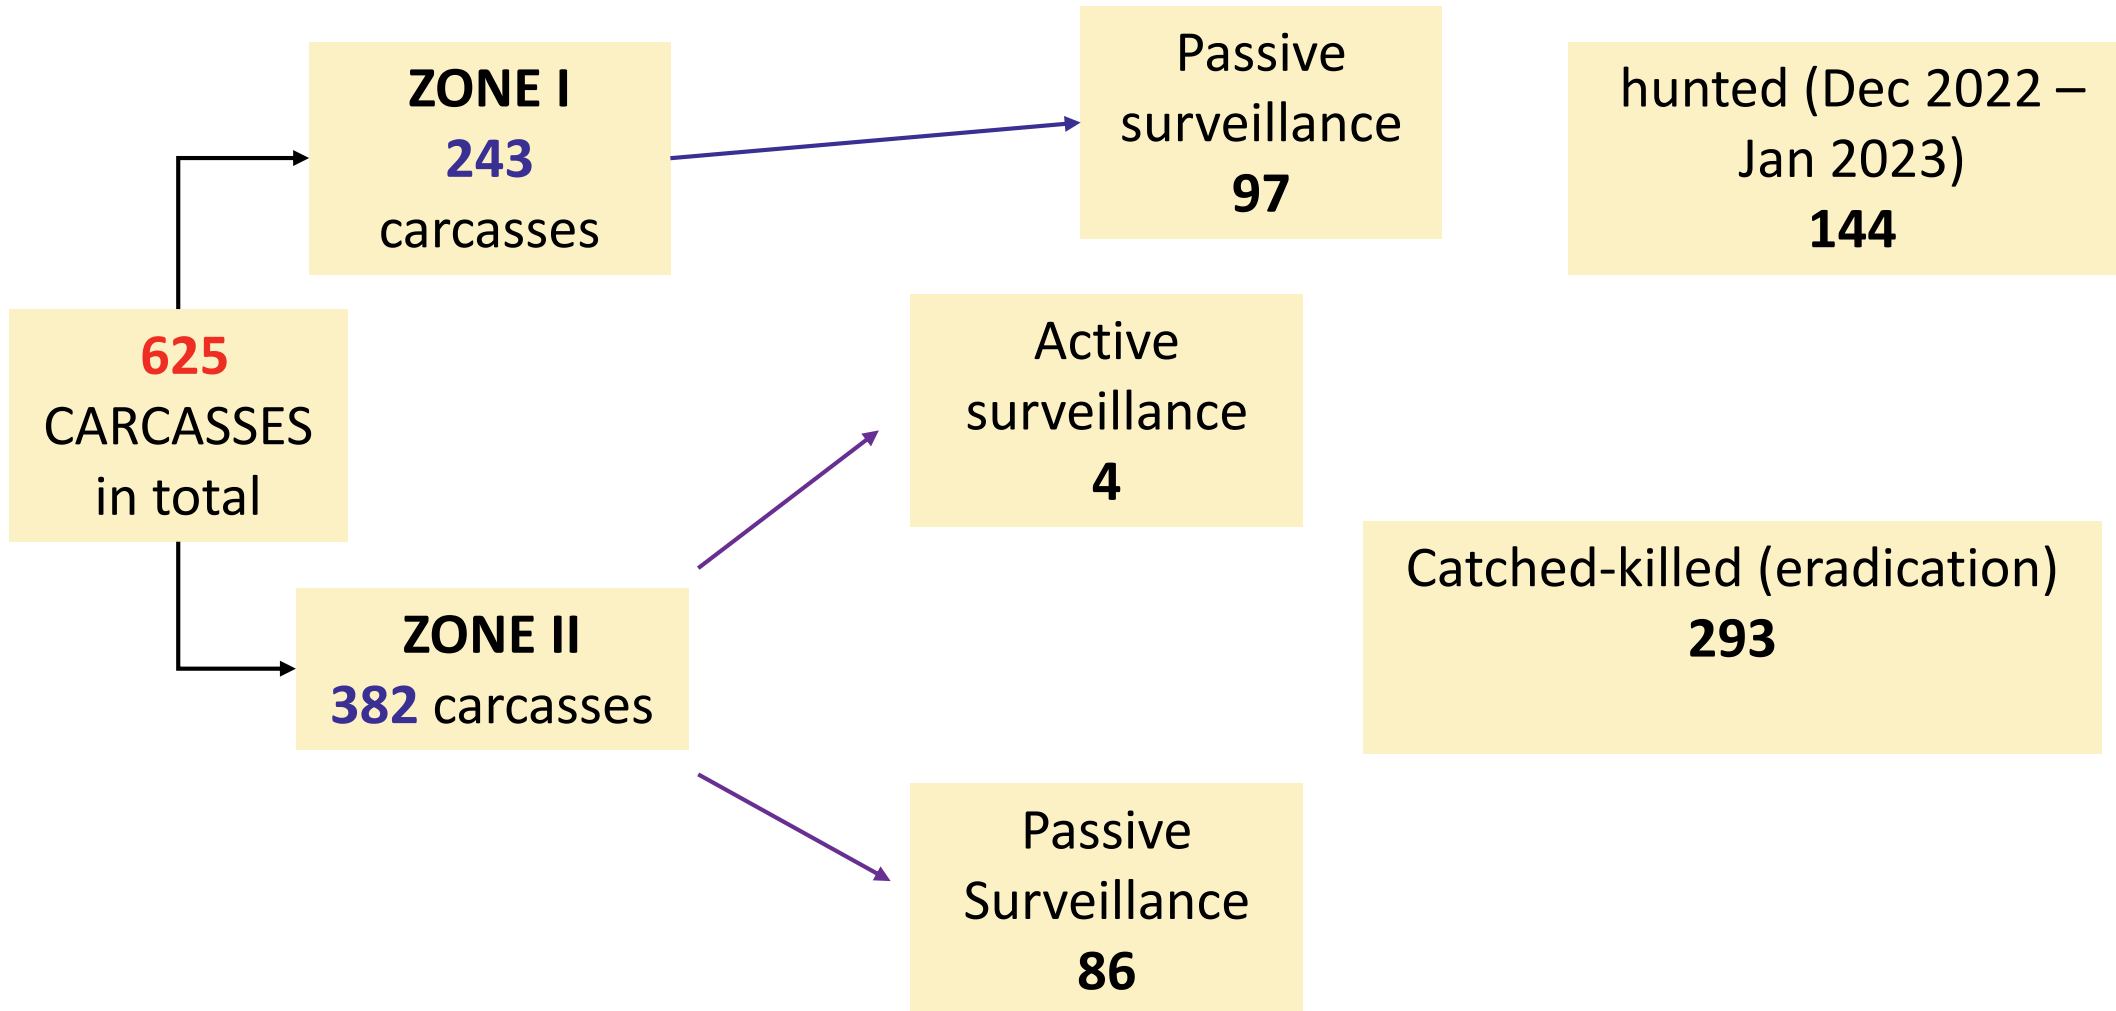 ZONE I
243
carcasses
Passive
surveillance
97
hunted (Dec 2022 –
Jan 2023)
144
625
CARCASSES
in total
Active
surveillance
4
ZONE II
382 carcasses
Catched-killed (eradication)
293
Passive
Surveillance
86